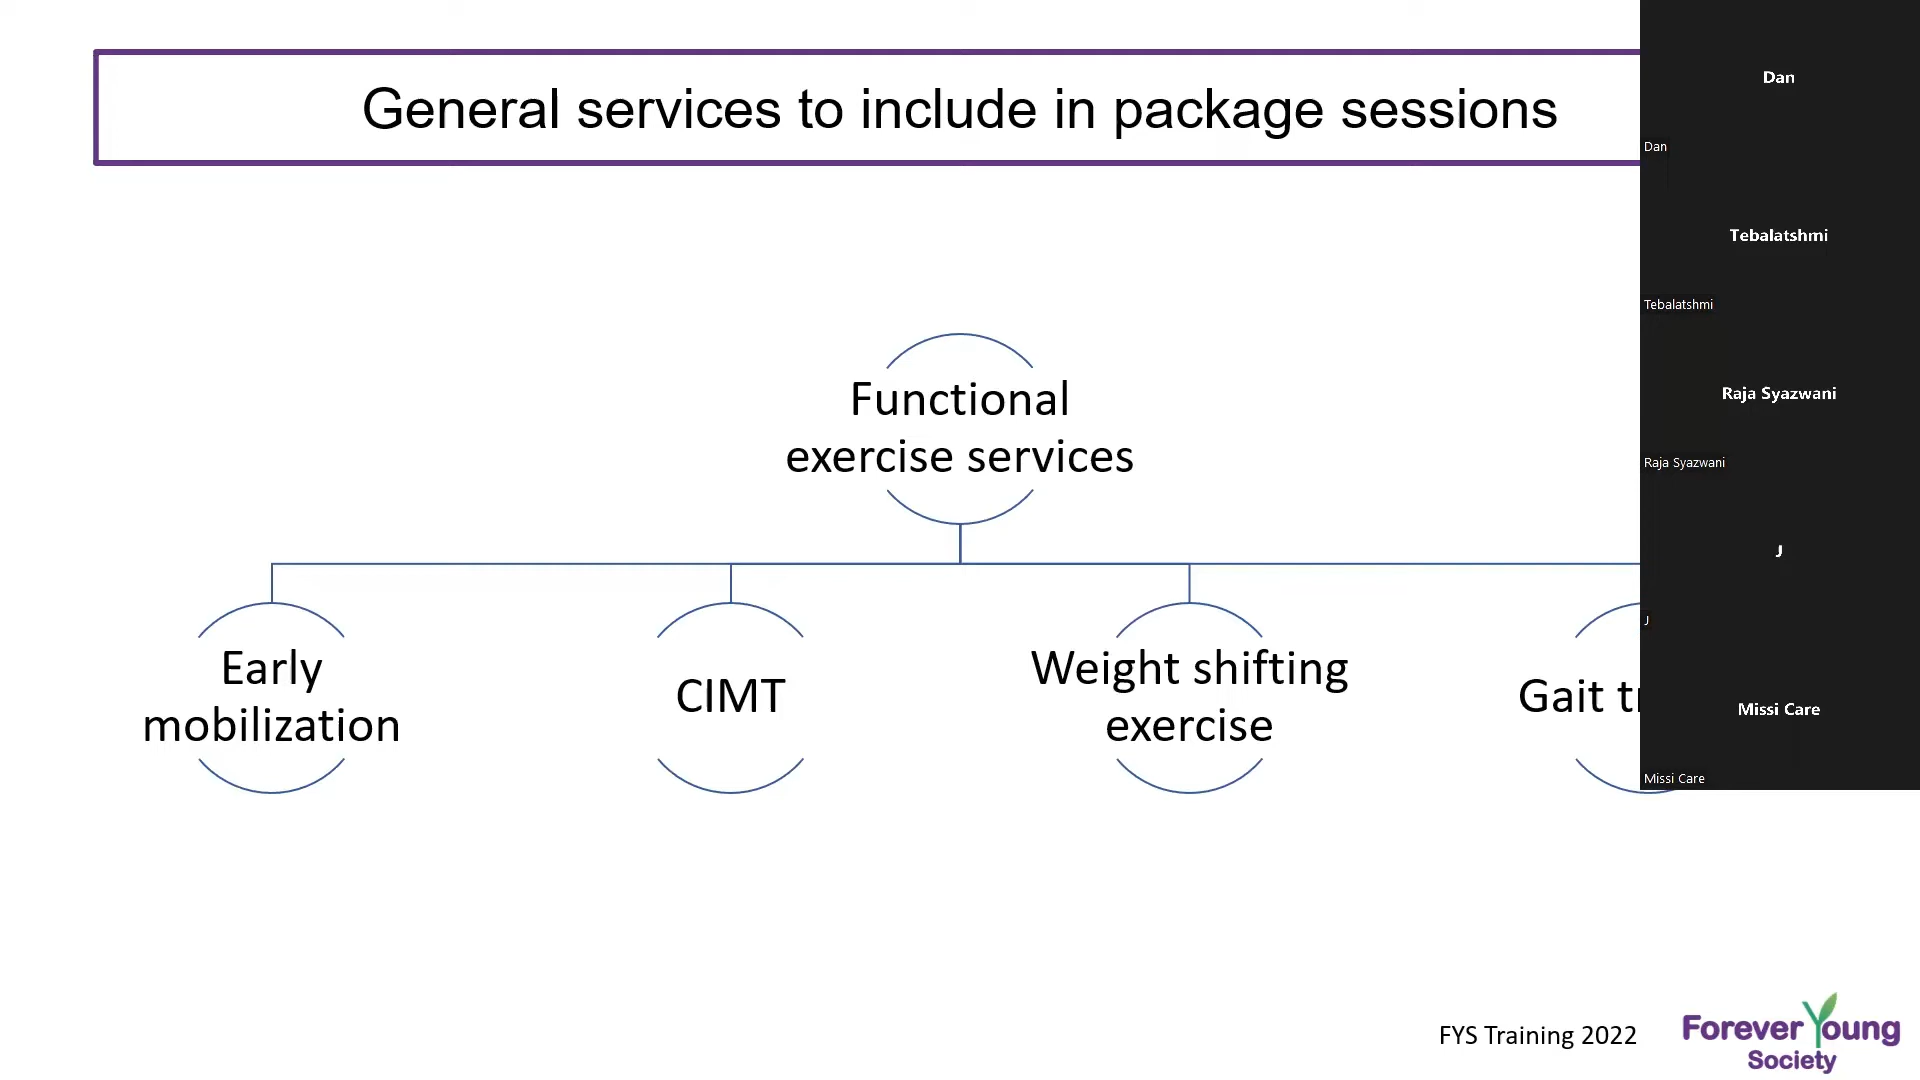 General services to include in package sessions
Functional
exercise services
Early
mobilization
CIMT
Weight shifting
exercise
Gait
Dan
Dan
Tebalatshmi
Tebalatshmi
Raja Syazwani
Raja Syazwani
J
J
Missi Care
Missi Care
FYS Training 2022
Forever Young
Society